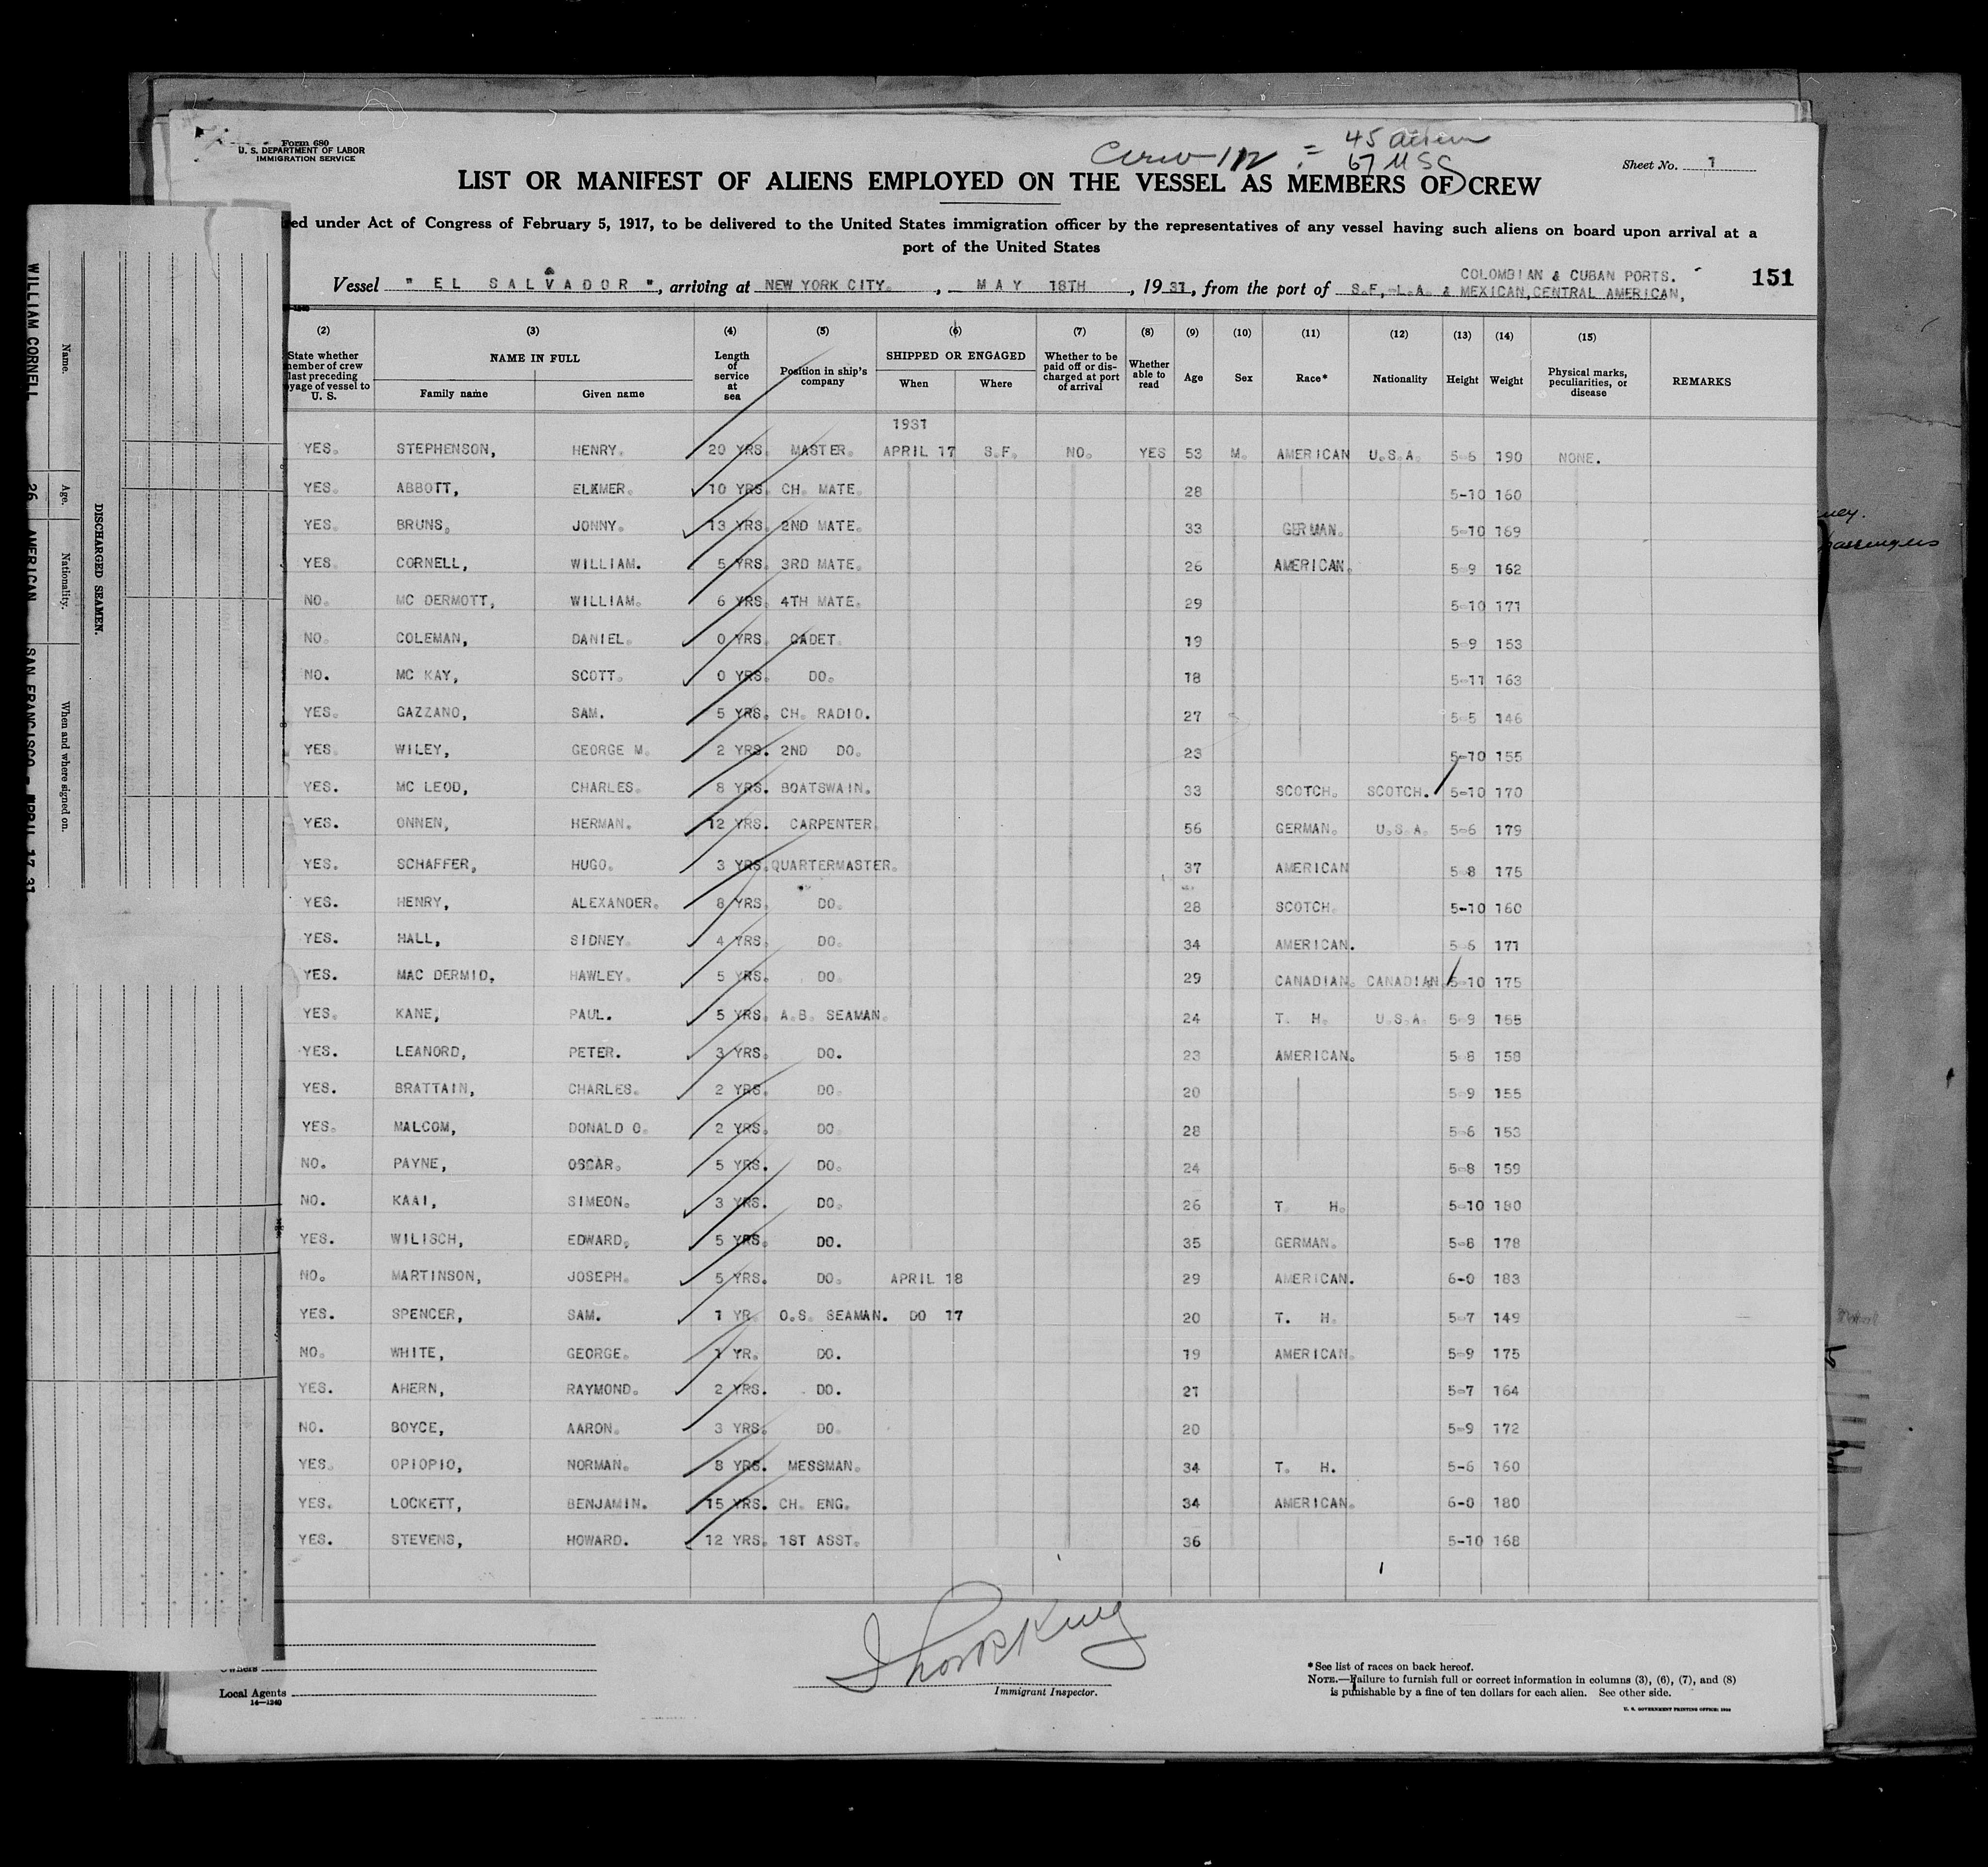 Form 680
U. S. DEPARTMENT OF LABOR
IMMIGRATION SERVICE
Crew 112 = 45 alien
67 USC
Sheet No. 1
LIST OR MANIFEST OF ALIENS EMPLOYED ON THE VESSEL AS MEMBERS OF CREW
ed under Act of Congress of February 5, 1917, to be delivered to the United States immigration officer by the representatives of any vessel having such aliens on board upon arrival at a
port of the United States
COLOMBIAN & CUBAN PORTS.
151
Vessel " EL SALVADOR ", arriving at NEW YORK CITY. , MAY 18TH , 1931, from the port of S.F, L.A. & MEXICAN, CENTRAL AMERICAN,
(2) (3) (4) (5) (6) (7) (8) (9) (10) (11) (12) (13) (14) (15)
State whether member of crew last preceding voyage of vessel to U. S. NAME IN FULL Family name Given name Length of service at sea Position in ship's company SHIPPED OR ENGAGED When Where Whether to be paid off or discharged at port of arrival Whether able to read Age Sex Race* Nationality Height Weight Physical marks, peculiarities, or disease REMARKS
1931
YES. STEPHENSON, HENRY. 20 YRS. MASTER. APRIL 17 S.F. NO. YES 53 M. AMERICAN U.S.A. 5-6 190 NONE.
YES. ABBOTT, ELKMER. 10 YRS. CH. MATE. 28 5-10 160
YES. BRUNS. JONNY. 13 YRS. 2ND MATE. 33 GERMAN. 5-10 169
YES. CORNELL, WILLIAM. 5 YRS. 3RD MATE. 26 AMERICAN. 5-9 162
NO. MC DERMOTT, WILLIAM. 6 YRS. 4TH MATE. 29 5-10 171
NO. COLEMAN, DANIEL. 0 YRS. CADET. 19 5-9 153
NO. MC KAY, SCOTT. 0 YRS. DO. 18 5-11 163
YES. GAZZANO, SAM. 5 YRS. CH. RADIO. 27 5-5 146
YES. WILEY, GEORGE M. 2 YRS. 2ND DO. 23 5-10 155
YES. MC LEOD, CHARLES. 8 YRS. BOATSWAIN. 33 SCOTCH. SCOTCH. 5-10 170
YES. ONNEN, HERMAN. 12 YRS. CARPENTER. 56 GERMAN. U.S.A. 5-6 179
YES. SCHAFFER, HUGO. 3 YRS. QUARTERMASTER. 37 AMERICAN 5-8 175
YES. HENRY, ALEXANDER. 8 YRS. DO. 28 SCOTCH. 5-10 160
YES. HALL, SIDNEY. 4 YRS. DO. 34 AMERICAN. 5-6 171
YES. MAC DERMID, HAWLEY. 5 YRS. DO. 29 CANADIAN. CANADIAN. 5-10 175
YES. KANE, PAUL. 5 YRS. A.B. SEAMAN. 24 T. H. U.S.A. 5-9 155
YES. LEANORD, PETER. 3 YRS. DO. 23 AMERICAN. 5-8 158
YES. BRATTAIN, CHARLES. 2 YRS. DO. 20 5-9 155
YES. MALCOM, DONALD O. 2 YRS. DO. 28 5-6 153
NO. PAYNE, OSCAR. 5 YRS. DO. 24 5-8 159
NO. KAAI, SIMEON. 3 YRS. DO. 26 T. H. 5-10 180
YES. WILISCH, EDWARD. 5 YRS. DO. 35 GERMAN. 5-8 178
NO. MARTINSON, JOSEPH. 5 YRS. DO. APRIL 18 29 AMERICAN. 6-0 183
YES. SPENCER, SAM. 1 YR. O.S. SEAMAN. DO 17 20 T. H. 5-7 149
NO. WHITE, GEORGE. 1 YR. DO. 19 AMERICAN. 5-9 175
YES. AHERN, RAYMOND. 2 YRS. DO. 21 5-7 164
NO. BOYCE, AARON. 3 YRS. DO. 20 5-9 172
YES. OPIOPIO, NORMAN. 8 YRS. MESSMAN. 34 T. H. 5-6 160
YES. LOCKETT, BENJAMIN. 15 YRS. CH. ENG. 34 AMERICAN. 6-0 180
YES. STEVENS, HOWARD. 12 YRS. 1ST ASST. 36 5-10 168
Owners
Local Agents
14—1240
Immigrant Inspector.
*See list of races on back hereof.
NOTE.—Failure to furnish full or correct information in columns (3), (6), (7), and (8)
is punishable by a fine of ten dollars for each alien. See other side.
U. S. GOVERNMENT PRINTING OFFICE: 1929
DISCHARGED SEAMEN.
Name. Age. Nationality. When and where signed on.
WILLIAM CORNELL 26 AMERICAN SAN FRANCISCO - APRIL 17 31
passengers